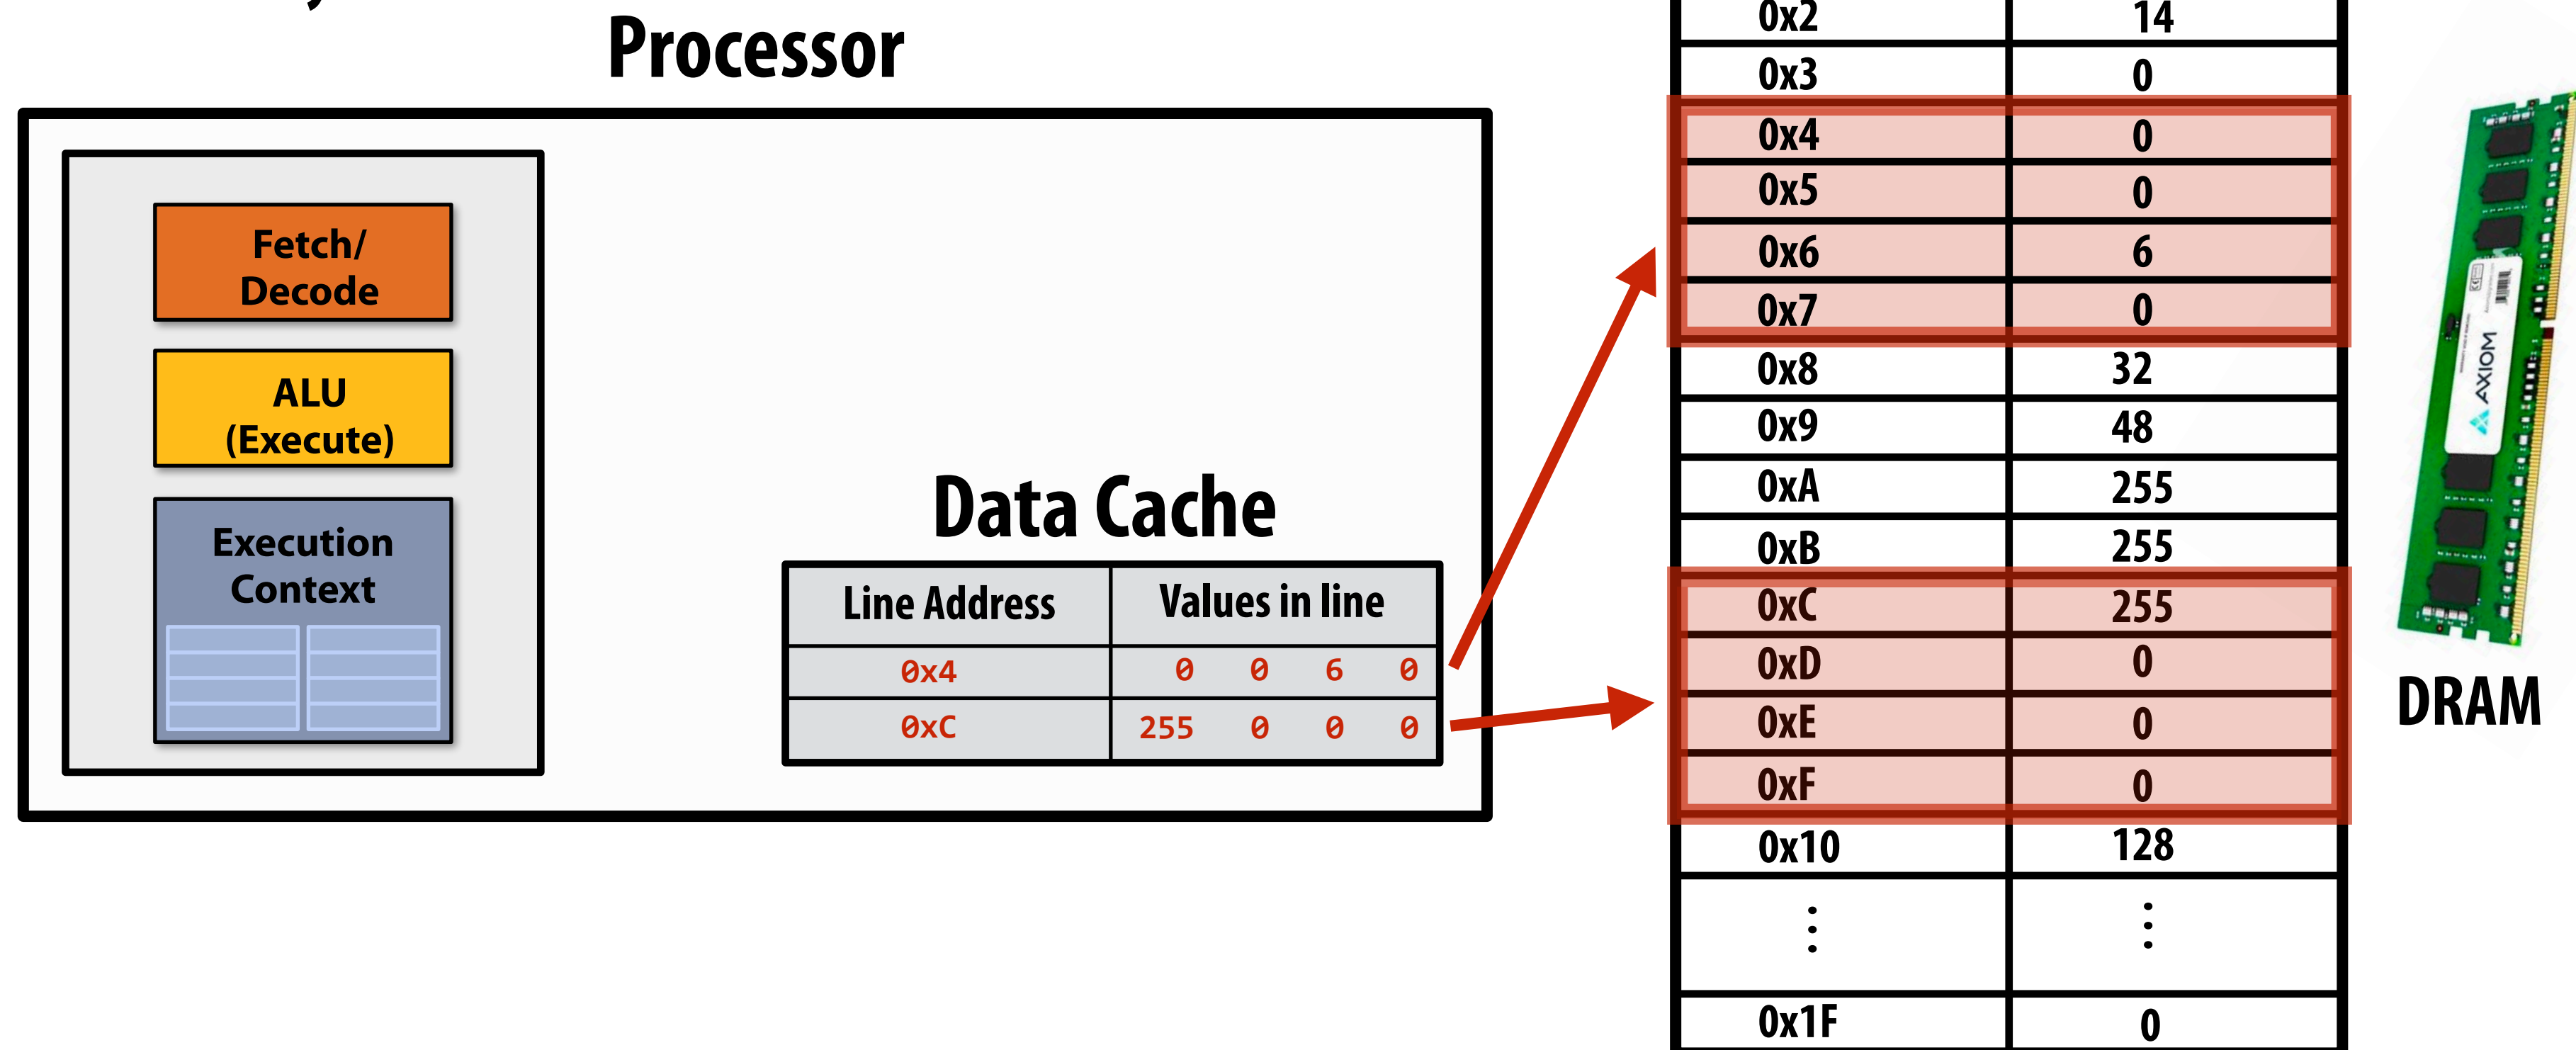 Processor
Fetch/
Decode
ALU
(Execute)
Execution
Context
Data Cache
Line Address Values in line
0x4 0 0 6 0
0xC 255 0 0 0
0x2 14
0x3 0
0x4 0
0x5 0
0x6 6
0x7 0
0x8 32
0x9 48
0xA 255
0xB 255
0xC 255
0xD 0
0xE 0
0xF 0
0x10 128
⋮ ⋮
0x1F 0
AXIOM
DRAM